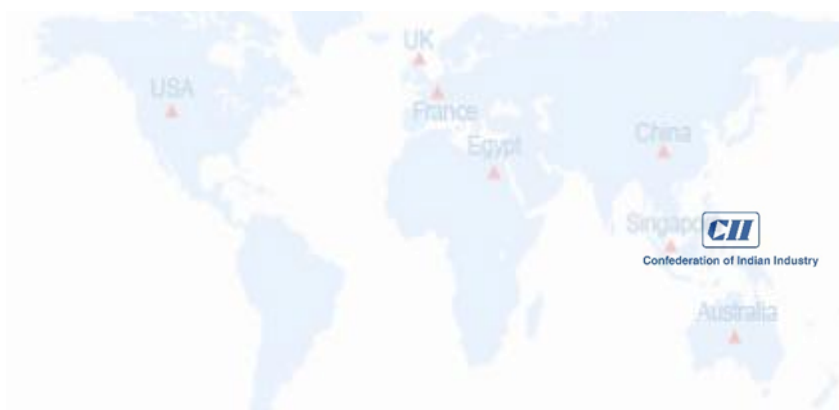 UK
USA
France
Egypt
China
CII
Confederation of Indian Industry
Australia